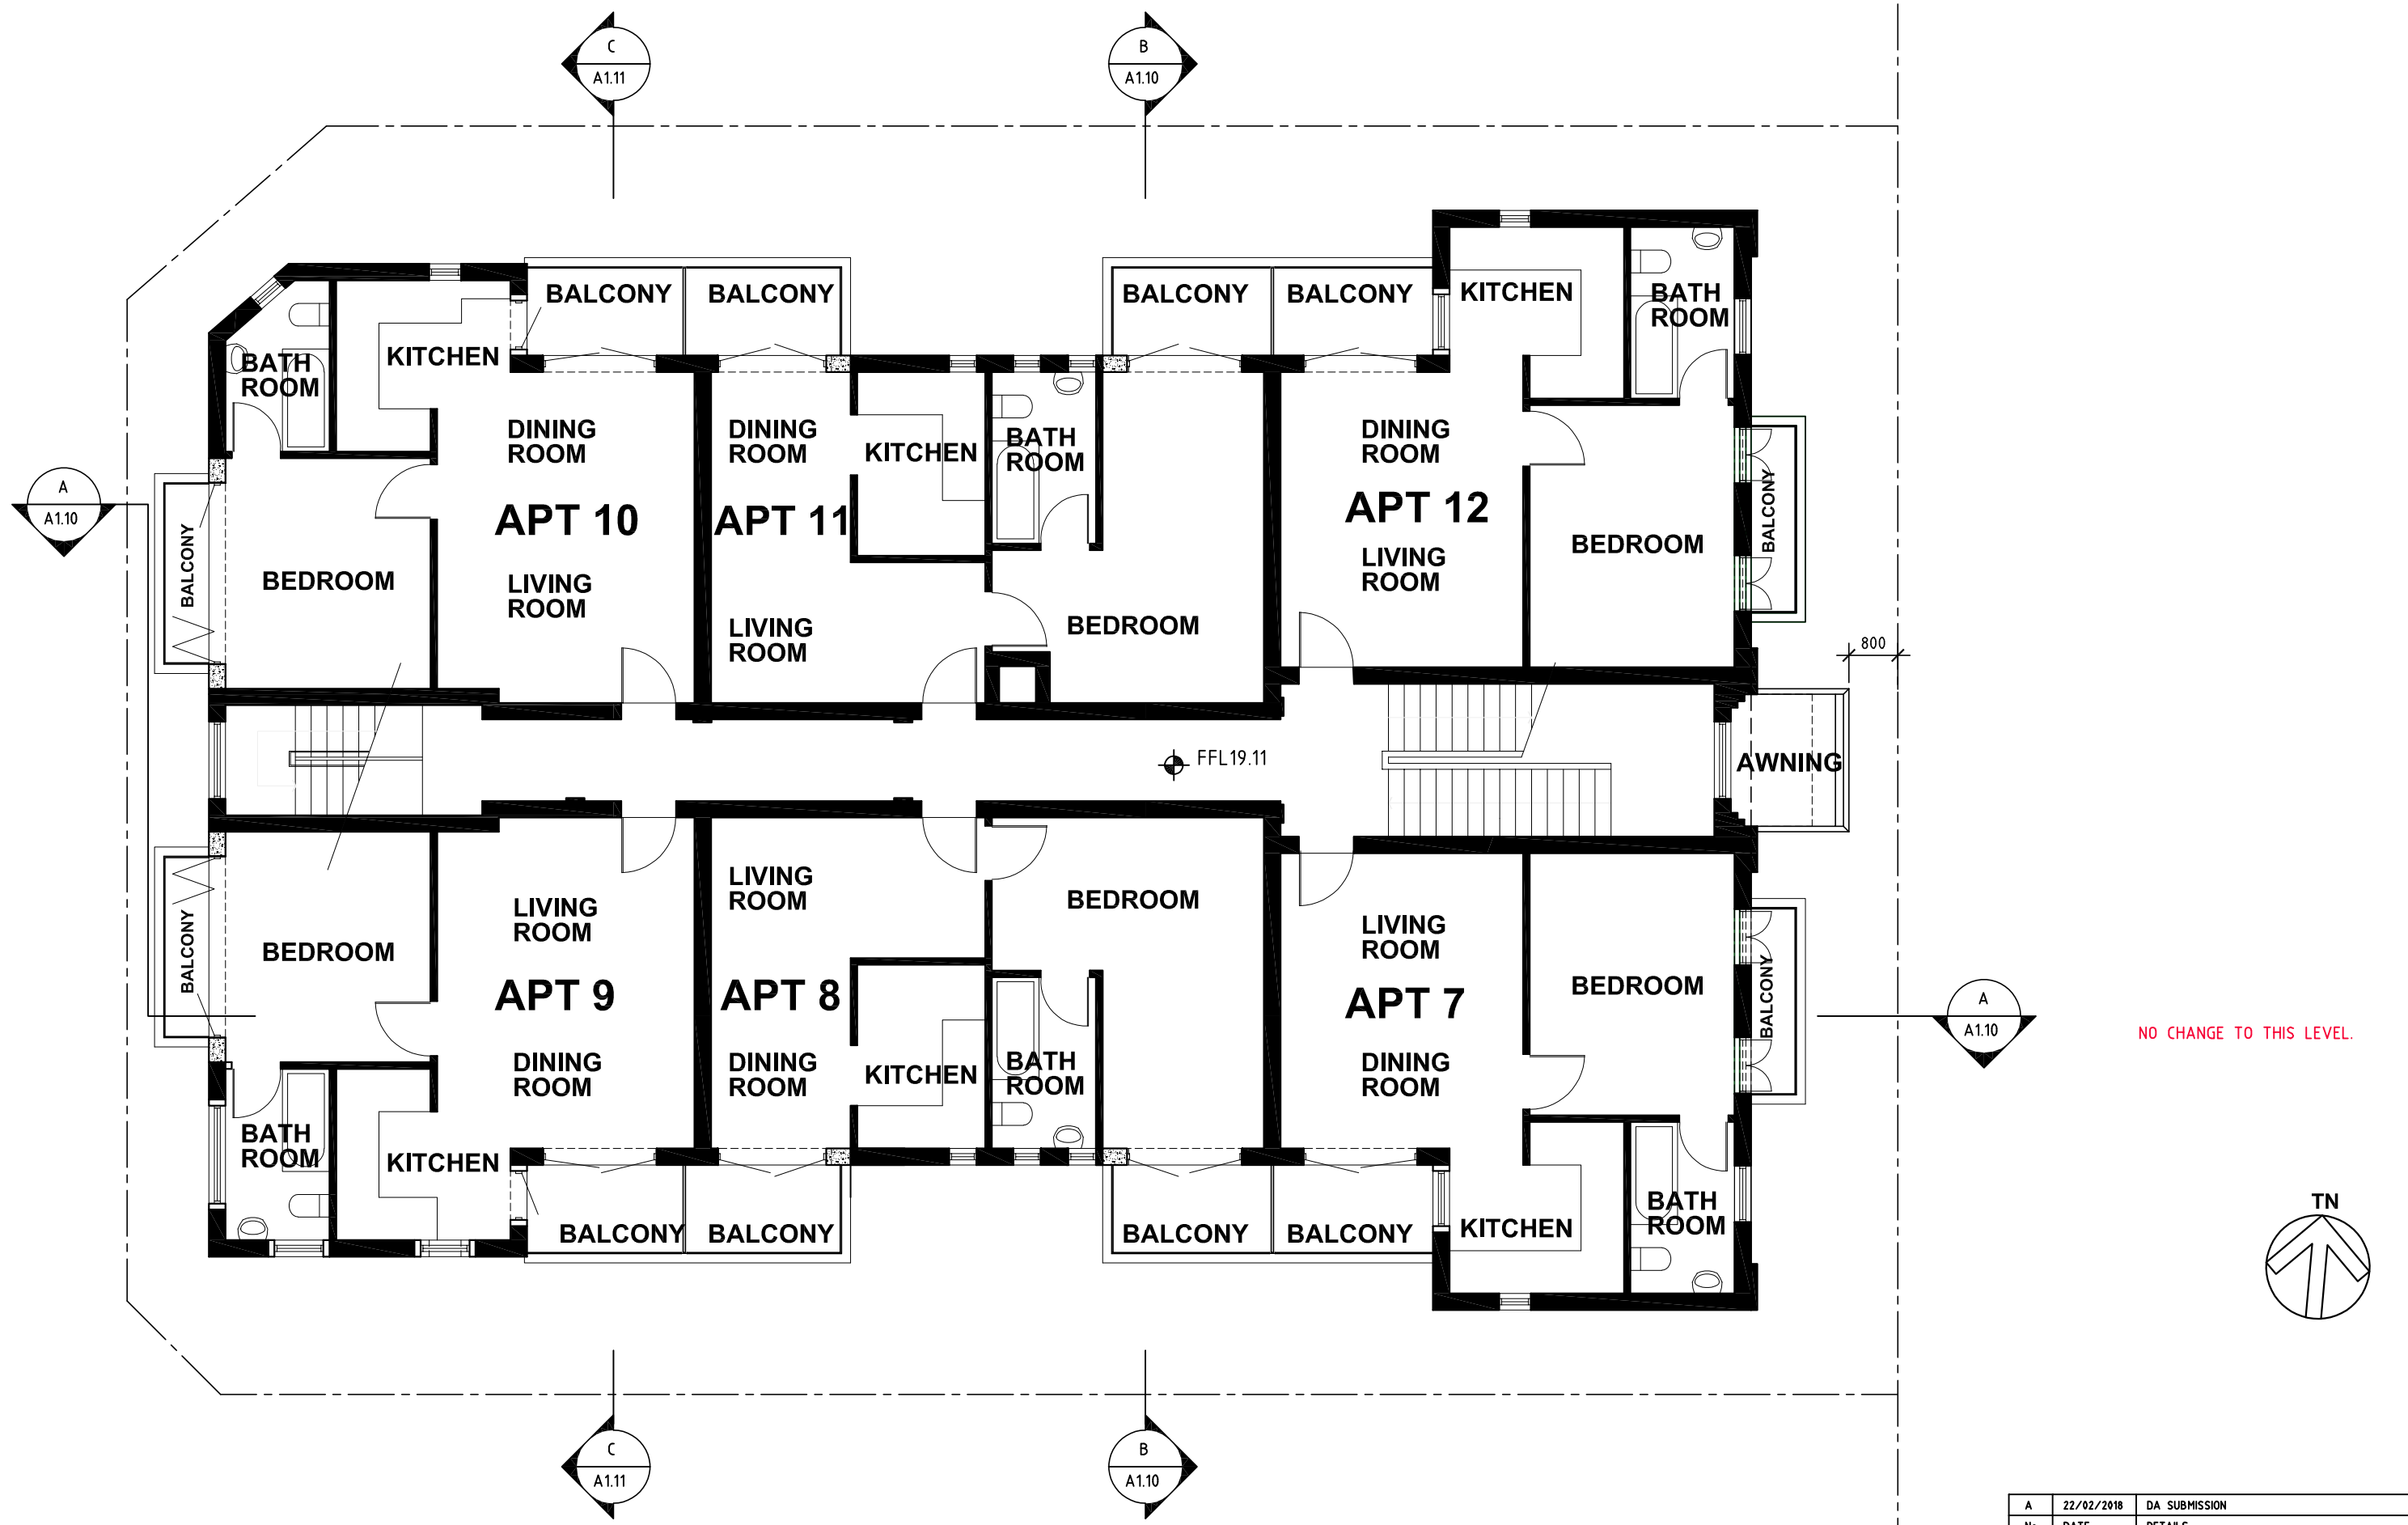 C
A1.11
B
A1.10
BALCONY
BALCONY
BALCONY
BALCONY
KITCHEN
BATH
ROOM
KITCHEN
BATH
ROOM
DINING
ROOM
DINING
ROOM
KITCHEN
BATH
ROOM
DINING
ROOM
A
A1.10
APT 10
APT 11
APT 12
BALCONY
BALCONY
BEDROOM
BEDROOM
LIVING
ROOM
LIVING
ROOM
BEDROOM
LIVING
ROOM
800
FFL19.11
AWNING
LIVING
ROOM
LIVING
ROOM
BEDROOM
LIVING
ROOM
BALCONY
BEDROOM
BEDROOM
BALCONY
APT 9
APT 8
APT 7
A
A1.10
NO CHANGE TO THIS LEVEL.
DINING
ROOM
DINING
ROOM
KITCHEN
BATH
ROOM
DINING
ROOM
BATH
ROOM
KITCHEN
BALCONY
BALCONY
BALCONY
BALCONY
KITCHEN
BATH
ROOM
TN
C
A1.11
B
A1.10
A 22/02/2018 DA SUBMISSION
No DATE DETAILS